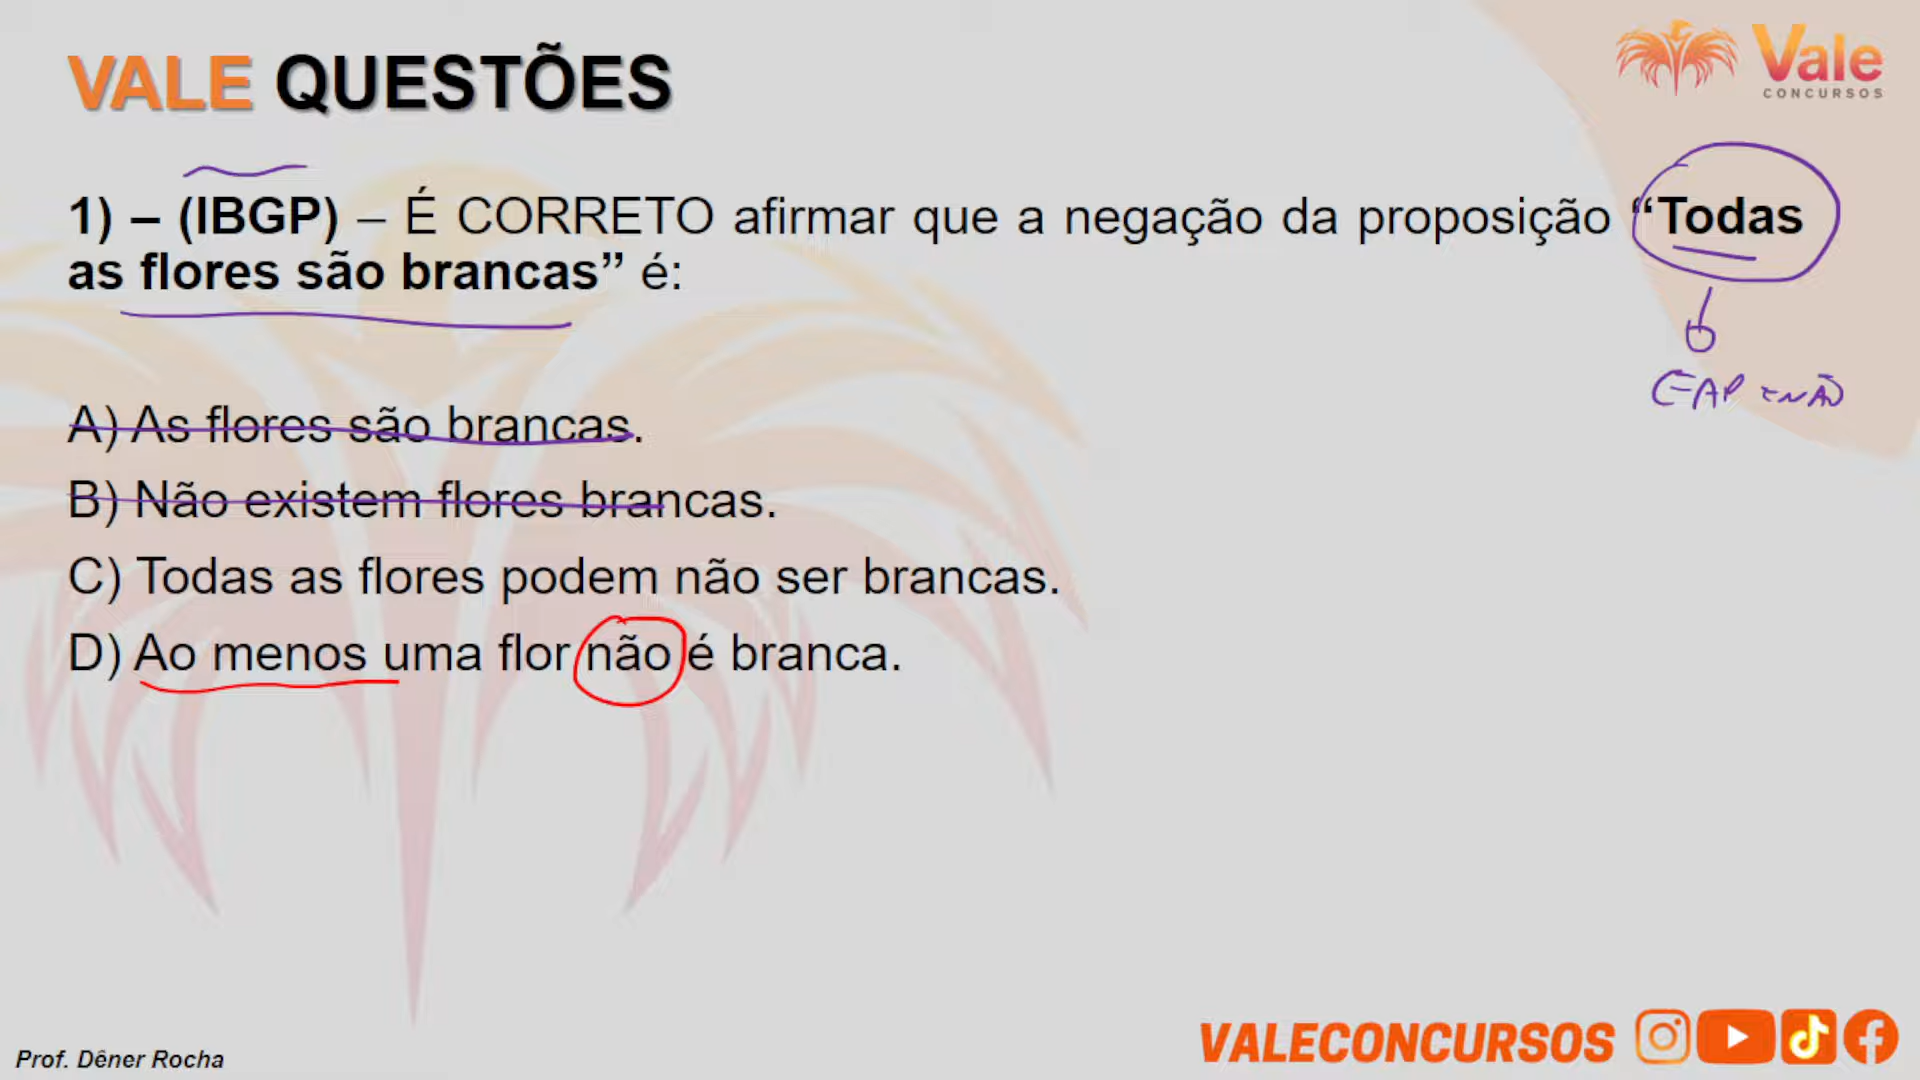 VALE QUESTÕES
Vale
CONCURSOS
1) – (IBGP) – É CORRETO afirmar que a negação da proposição “Todas
as flores são brancas” é:
A) As flores são brancas.
B) Não existem flores brancas.
C) Todas as flores podem não ser brancas.
D) Ao menos uma flor não é branca.
VALECONCURSOS
Prof. Dêner Rocha